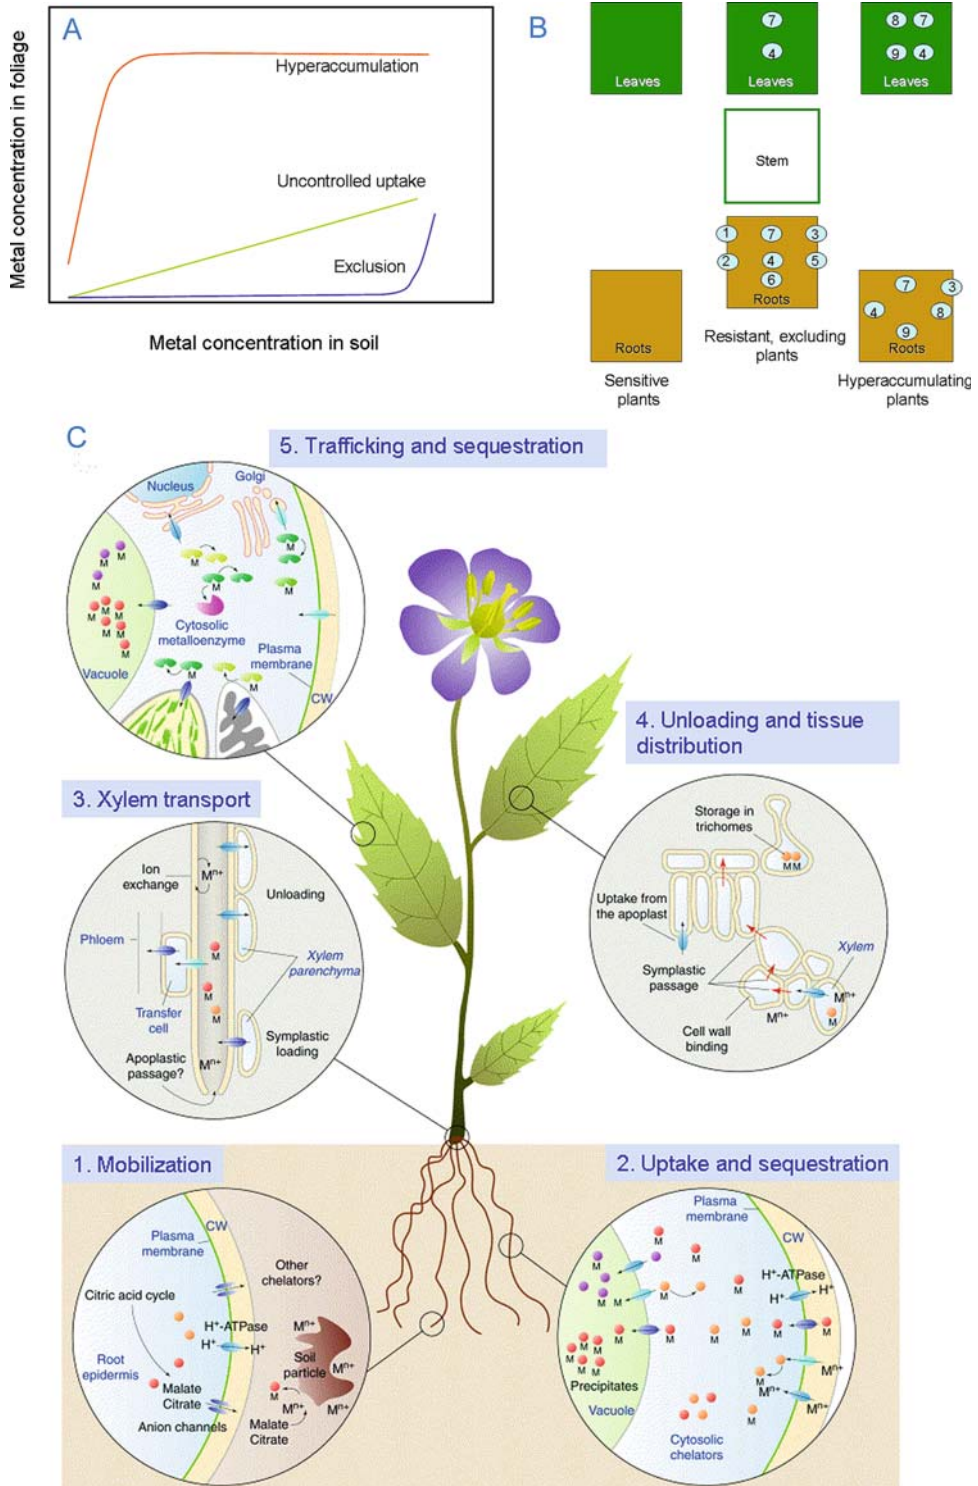 A
Metal concentration in foliage
Hyperaccumulation
Uncontrolled uptake
Exclusion
Metal concentration in soil
B
Leaves
7
4
Leaves
8 7
9 4
Leaves
Stem
Roots
1 7 3
2 4 5
6
Roots
7 3
4 8
9
Roots
Sensitive
plants
Resistant, excluding
plants
Hyperaccumulating
plants
C
5. Trafficking and sequestration
Nucleus
Golgi
M
M
M
M
M
M
M
M
M M M
M M
M
Cytosolic
metalloenzyme
Plasma
membrane
Vacuole
M
M
CW
4. Unloading and tissue
distribution
Storage in
trichomes
MM
Uptake from
the apoplast
Xylem
Symplastic
passage
Mn+
M
Mn+
Cell wall
binding
3. Xylem transport
Ion
exchange
Mn+
Unloading
Phloem
M
Xylem
parenchyma
M
Transfer
cell
M
Symplastic
loading
Apoplastic
passage?
Mn+
1. Mobilization
CW
Plasma
membrane
Other
chelators?
Citric acid cycle
H+-ATPase
H+
H+
Mn+
Soil
particle
Mn+
Root
epidermis
Malate
Citrate
M
Mn+
Mn+
Anion channels
Malate
Citrate
2. Uptake and sequestration
Plasma
membrane
CW
M
M
M
H+-ATPase
H+
H+
M
M
M
M
M
M
M
M
M
M M M
M M
M
Precipitates
M
Mn+
Mn+
Mn+
M
Vacuole
Cytosolic
chelators